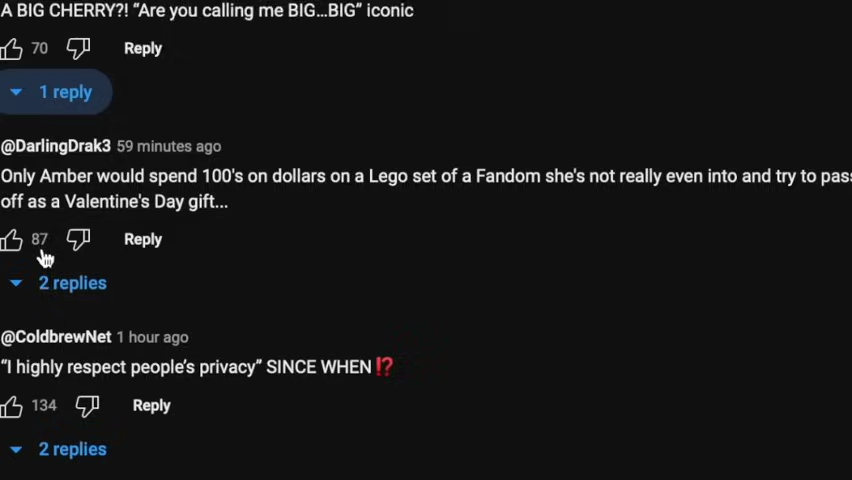 A BIG CHERRY?! “Are you calling me BIG...BIG” iconic
70 Reply
1 reply
@DarlingDrak3 59 minutes ago
Only Amber would spend 100's on dollars on a Lego set of a Fandom she's not really even into and try to pass
off as a Valentine's Day gift...
87 Reply
2 replies
@ColdbrewNet 1 hour ago
“I highly respect people’s privacy” SINCE WHEN ⁉️
134 Reply
2 replies